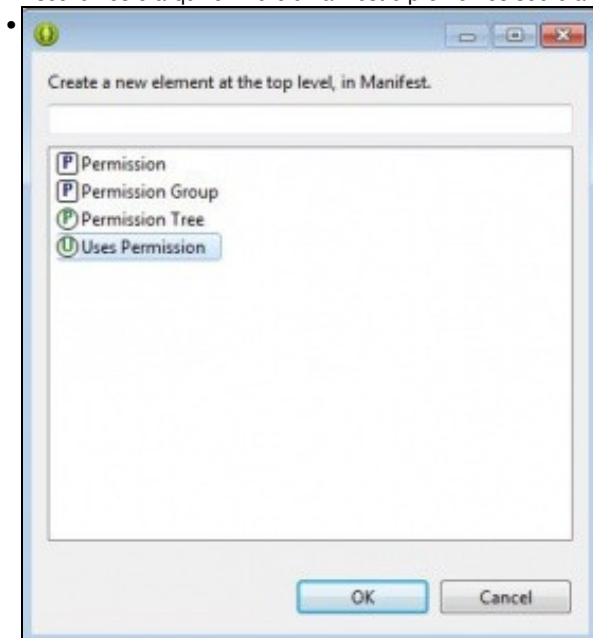 Create a new element at the top level, in Manifest.
P Permission
P Permission Group
P Permission Tree
U Uses Permission
OK Cancel